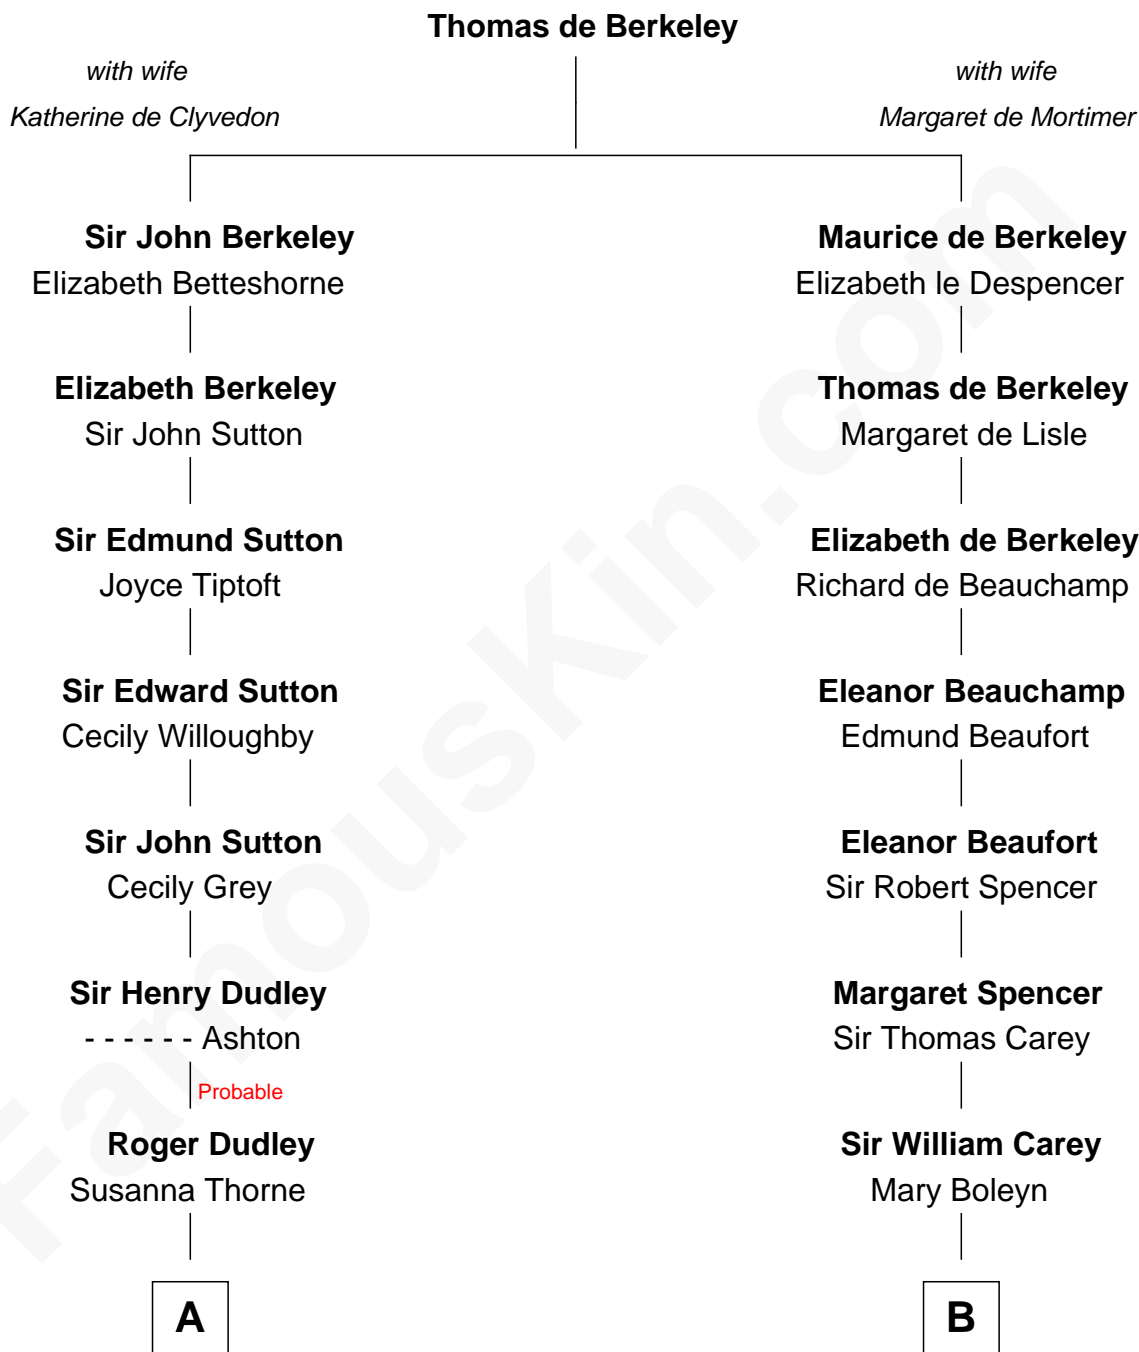 Thomas de Berkeley
with wife
Katherine de Clyvedon
with wife
Margaret de Mortimer
Sir John Berkeley
Elizabeth Betteshorne
Maurice de Berkeley
Elizabeth le Despencer
Elizabeth Berkeley
Sir John Sutton
Thomas de Berkeley
Margaret de Lisle
Sir Edmund Sutton
Joyce Tiptoft
Elizabeth de Berkeley
Richard de Beauchamp
Sir Edward Sutton
Cecily Willoughby
Eleanor Beauchamp
Edmund Beaufort
Sir John Sutton
Cecily Grey
Eleanor Beaufort
Sir Robert Spencer
Sir Henry Dudley
- - - - - - Ashton
Probable
Margaret Spencer
Sir Thomas Carey
Roger Dudley
Susanna Thorne
Sir William Carey
Mary Boleyn
A
B
FamousKin.com